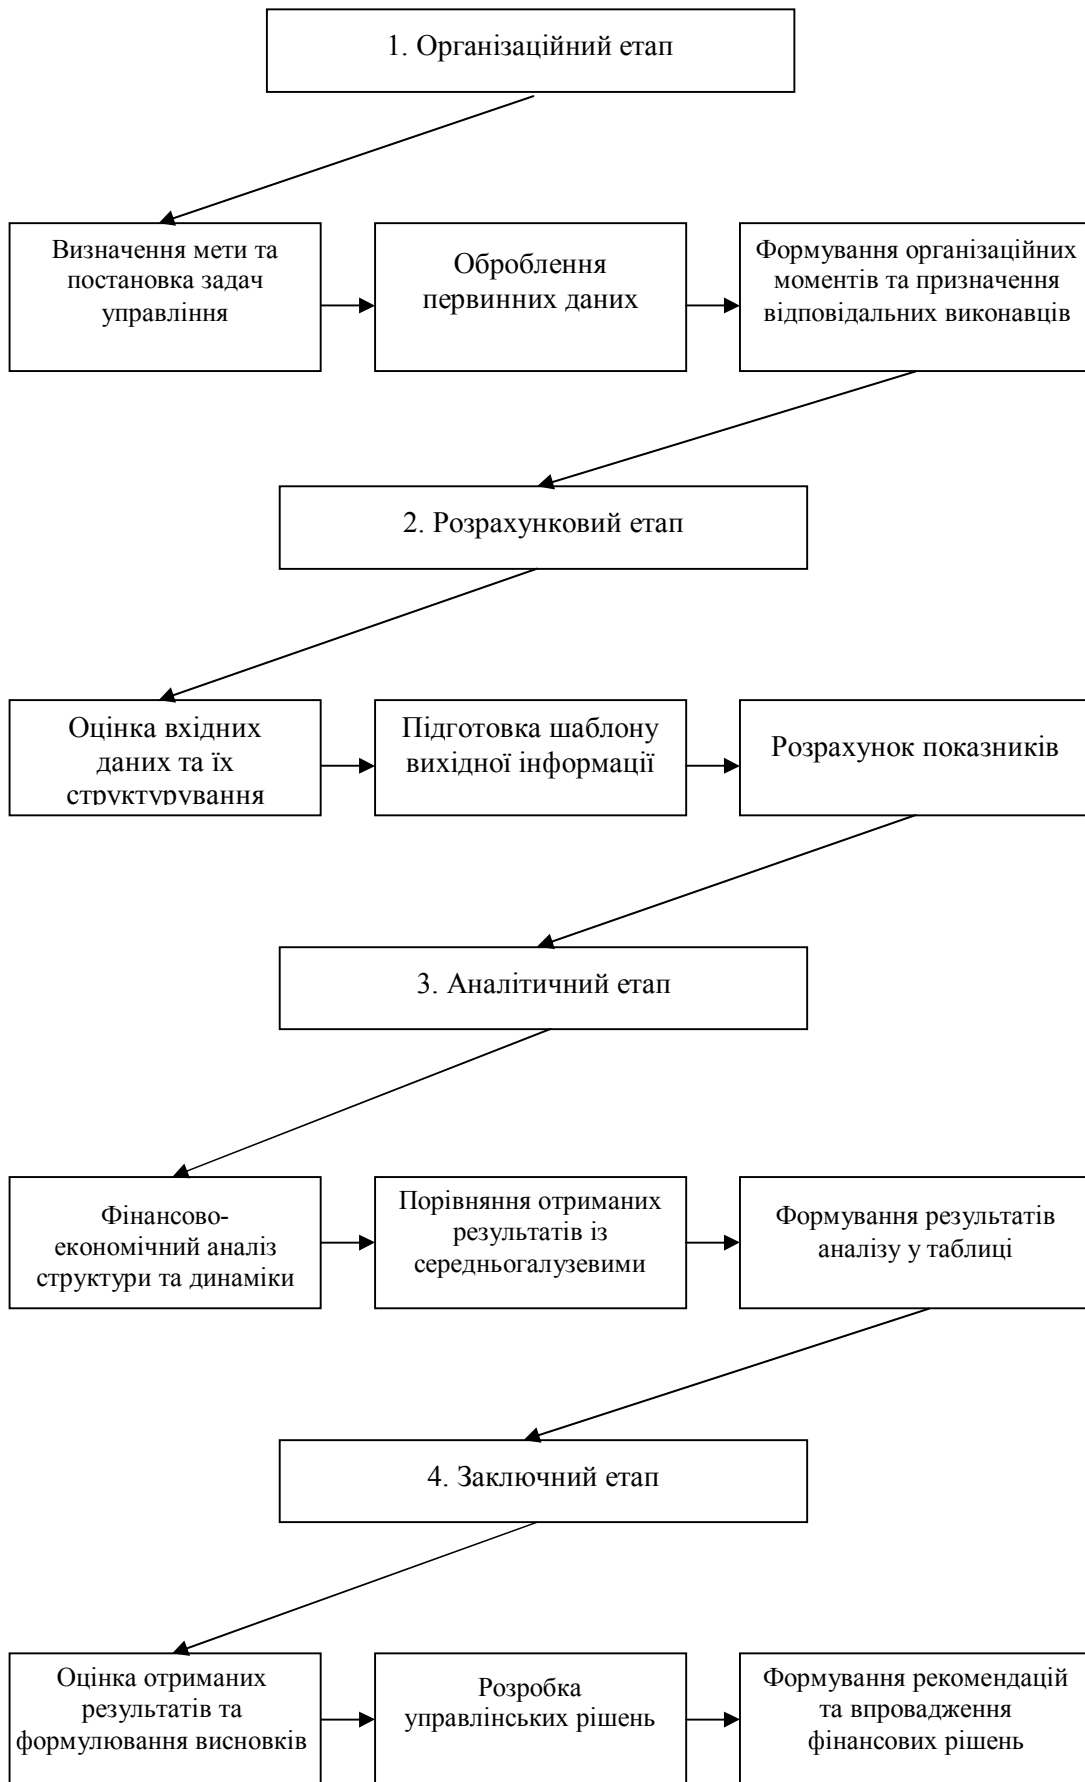 1. Організаційний етап
Визначення мети та
постановка задач
управління
Оброблення
первинних даних
Формування організаційних
моментів та призначення
відповідальних виконавців
2. Розрахунковий етап
Оцінка вхідних
даних та їх
структурування
Підготовка шаблону
вихідної інформації
Розрахунок показників
3. Аналітичний етап
Фінансово-
економічний аналіз
структури та динаміки
Порівняння отриманих
результатів із
середньогалузевими
Формування результатів
аналізу у таблиці
4. Заключний етап
Оцінка отриманих
результатів та
формулювання висновків
Розробка
управлінських рішень
Формування рекомендацій
та впровадження
фінансових рішень